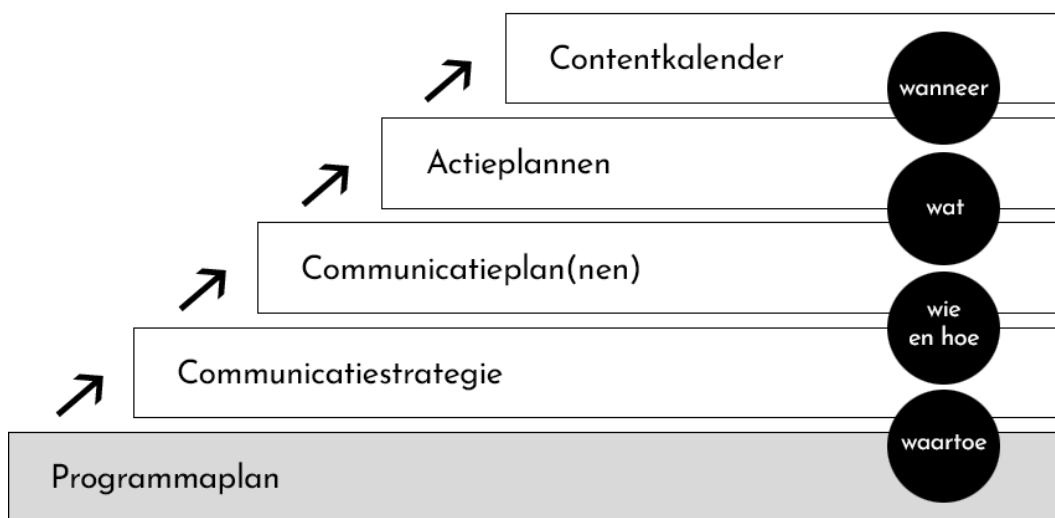 Contentkalender
wanneer
Actieplannen
wat
Communicatieplan(nen)
wie
en hoe
Communicatiestrategie
waartoe
Programmaplan